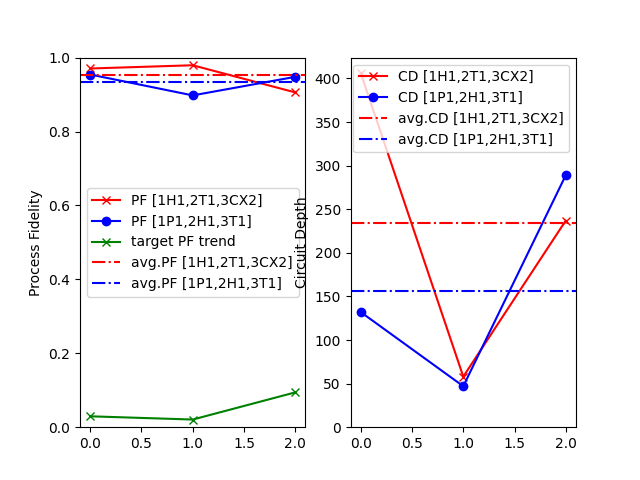 1.0
0.8
0.6
0.4
0.2
0.0
Process Fidelity
PF [1H1,2T1,3CX2]
PF [1P1,2H1,3T1]
target PF trend
avg.PF [1H1,2T1,3CX2]
avg.PF [1P1,2H1,3T1]
0.0 0.5 1.0 1.5 2.0
400
350
300
250
200
150
100
50
0
Circuit Depth
CD [1H1,2T1,3CX2]
CD [1P1,2H1,3T1]
avg.CD [1H1,2T1,3CX2]
avg.CD [1P1,2H1,3T1]
0.0 0.5 1.0 1.5 2.0